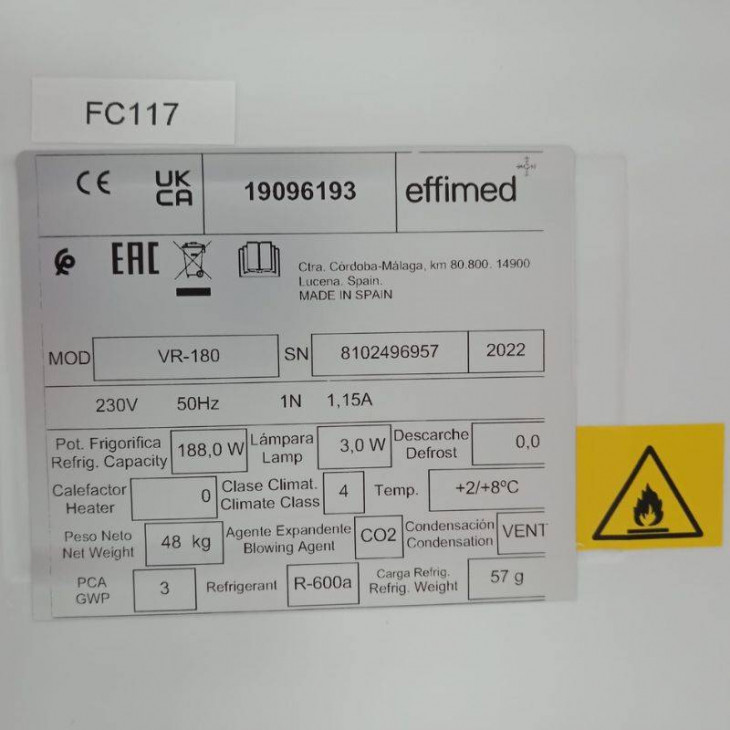 FC117
CE UK CA 19096193 effimed
EAC
Ctra. Córdoba-Málaga, km 80.800. 14900
Lucena. Spain.
MADE IN SPAIN
MOD VR-180 SN 8102496957 2022
230V 50Hz 1N 1,15A
Pot. Frigorifica Refrig. Capacity 188,0 W Lámpara Lamp 3,0 W Descarche Defrost 0,0
Calefactor Heater 0 Clase Climat. Climate Class 4 Temp. +2/+8ºC
Peso Neto Net Weight 48 kg Agente Expandente Blowing Agent CO2 Condensación Condensation VENT
PCA GWP 3 Refrigerant R-600a Carga Refrig. Refrig. Weight 57 g